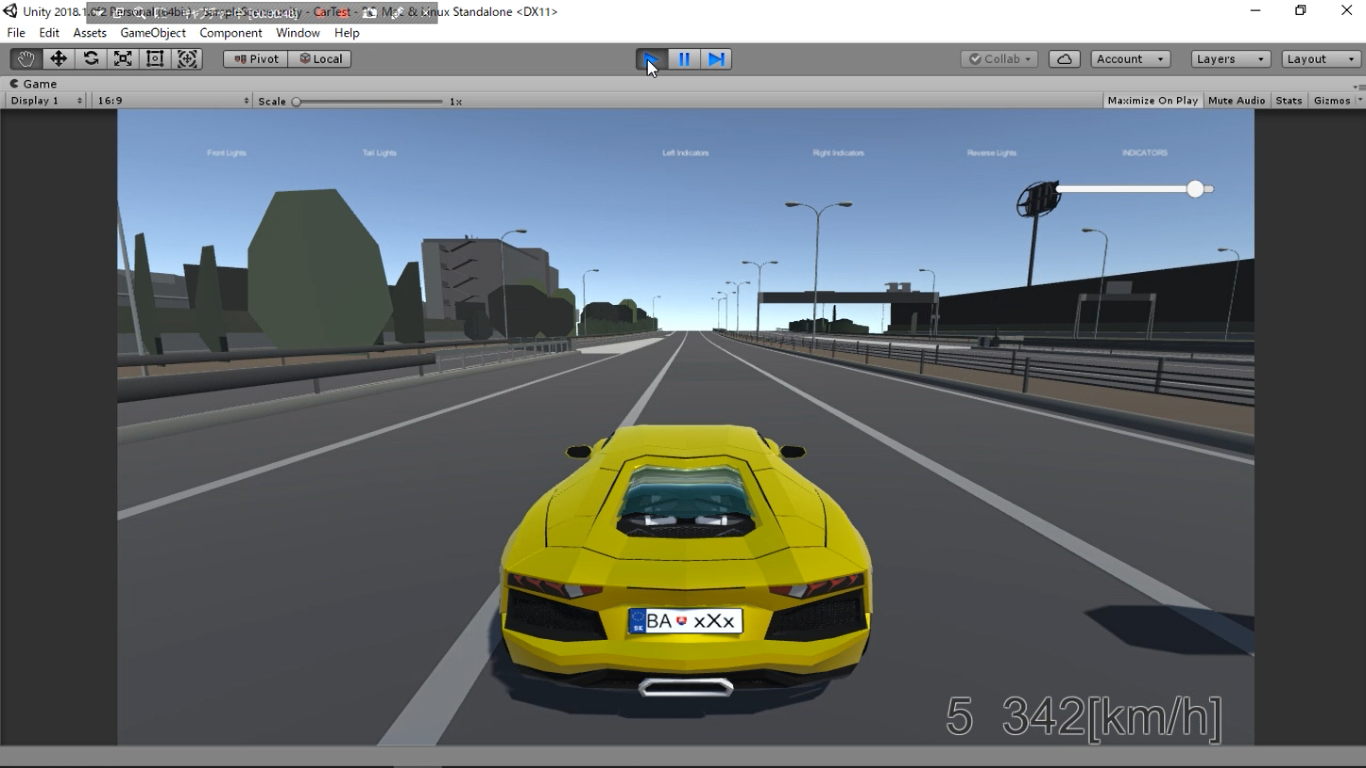 Unity 2018.1.0f2 Personal (64bit) - SampleScene.unity - CarTest - PC, Mac & Linux Standalone <DX11>
File Edit Assets GameObject Component Window Help
Pivot Local Collab Account Layers Layout
Game
Display 1 16:9 Scale 1x Maximize On Play Mute Audio Stats Gizmos
Front Lights Tail Lights Left Indicators Right Indicators Reverse Lights INDICATORS
SK BA xXx
5 342[km/h]